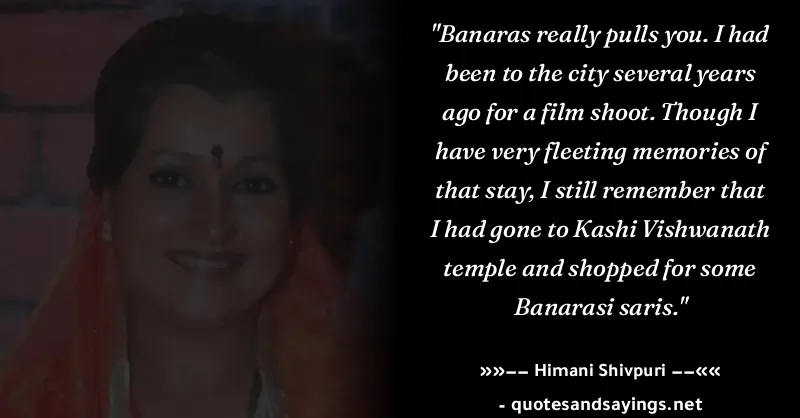 "Banaras really pulls you. I had
been to the city several years
ago for a film shoot. Though I
have very fleeting memories of
that stay, I still remember that
I had gone to Kashi Vishwanath
temple and shopped for some
Banarasi saris."
»»−− Himani Shivpuri −−««
- quotesandsayings.net